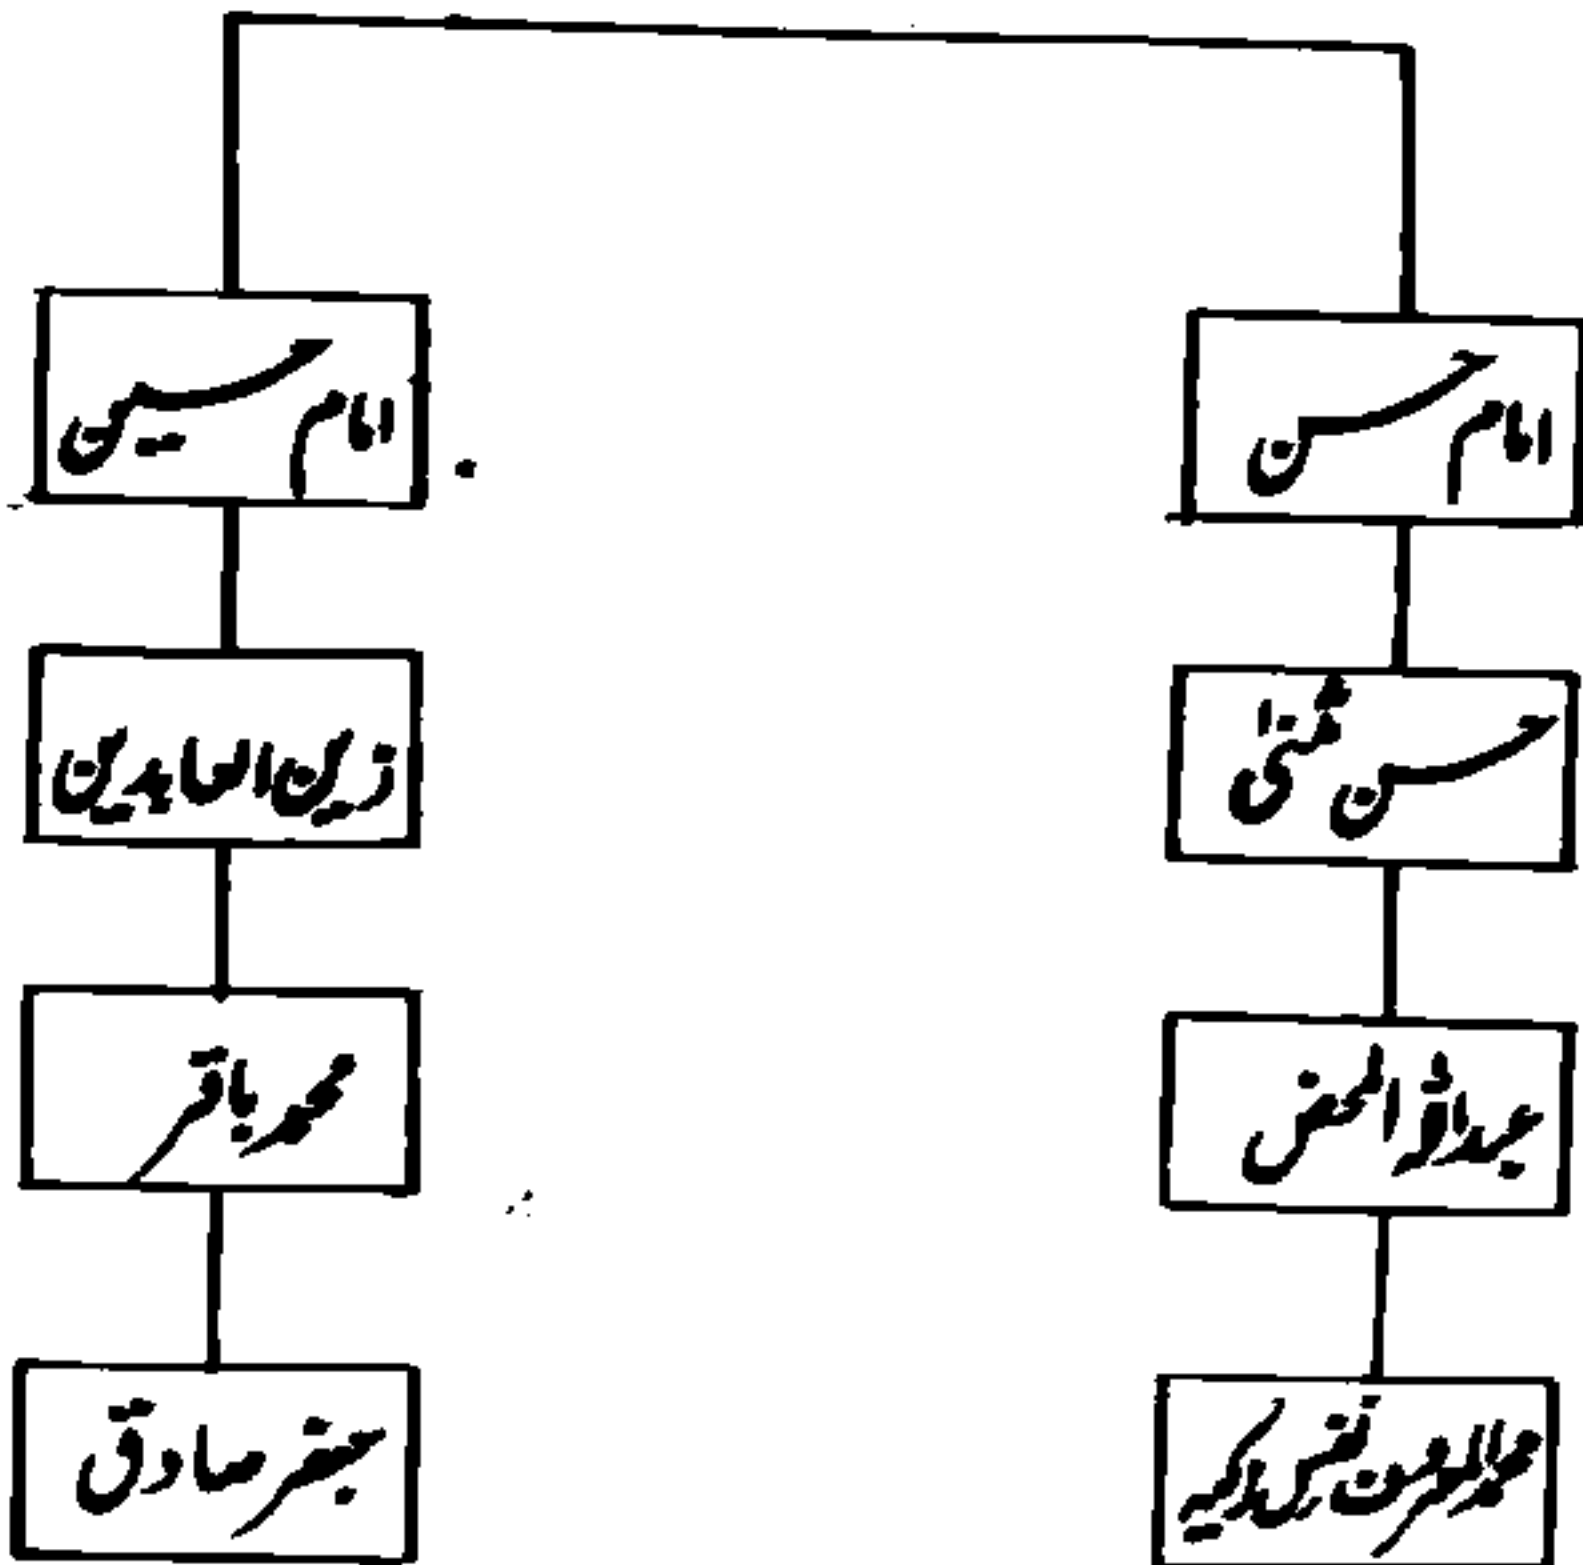 امام حسن
امام حسین
حسن مثنیٰ
زین العابدین
عبداللہ المحض
محمد باقر
محمد المعروف نفس زکیہ
جعفر صادق